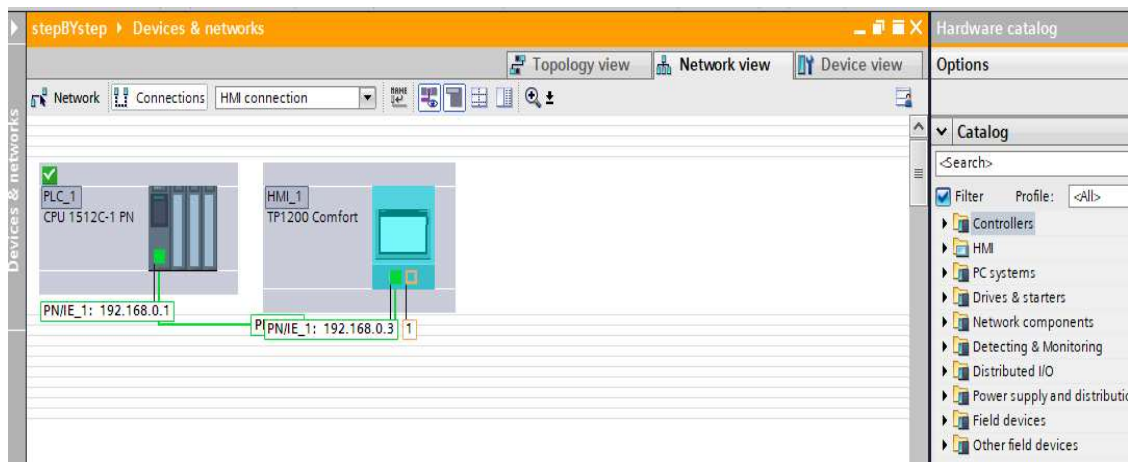 stepBYstep ▸ Devices & networks
Hardware catalog
Topology view
Network view
Device view
Options
Network
Connections
HMI connection
Devices & networks
Catalog
<Search>
Filter
Profile:
<All>
PLC_1
CPU 1512C-1 PN
HMI_1
TP1200 Comfort
PN/IE_1: 192.168.0.1
PN/IE_1: 192.168.0.3
1
Controllers
HMI
PC systems
Drives & starters
Network components
Detecting & Monitoring
Distributed I/O
Power supply and distributio
Field devices
Other field devices